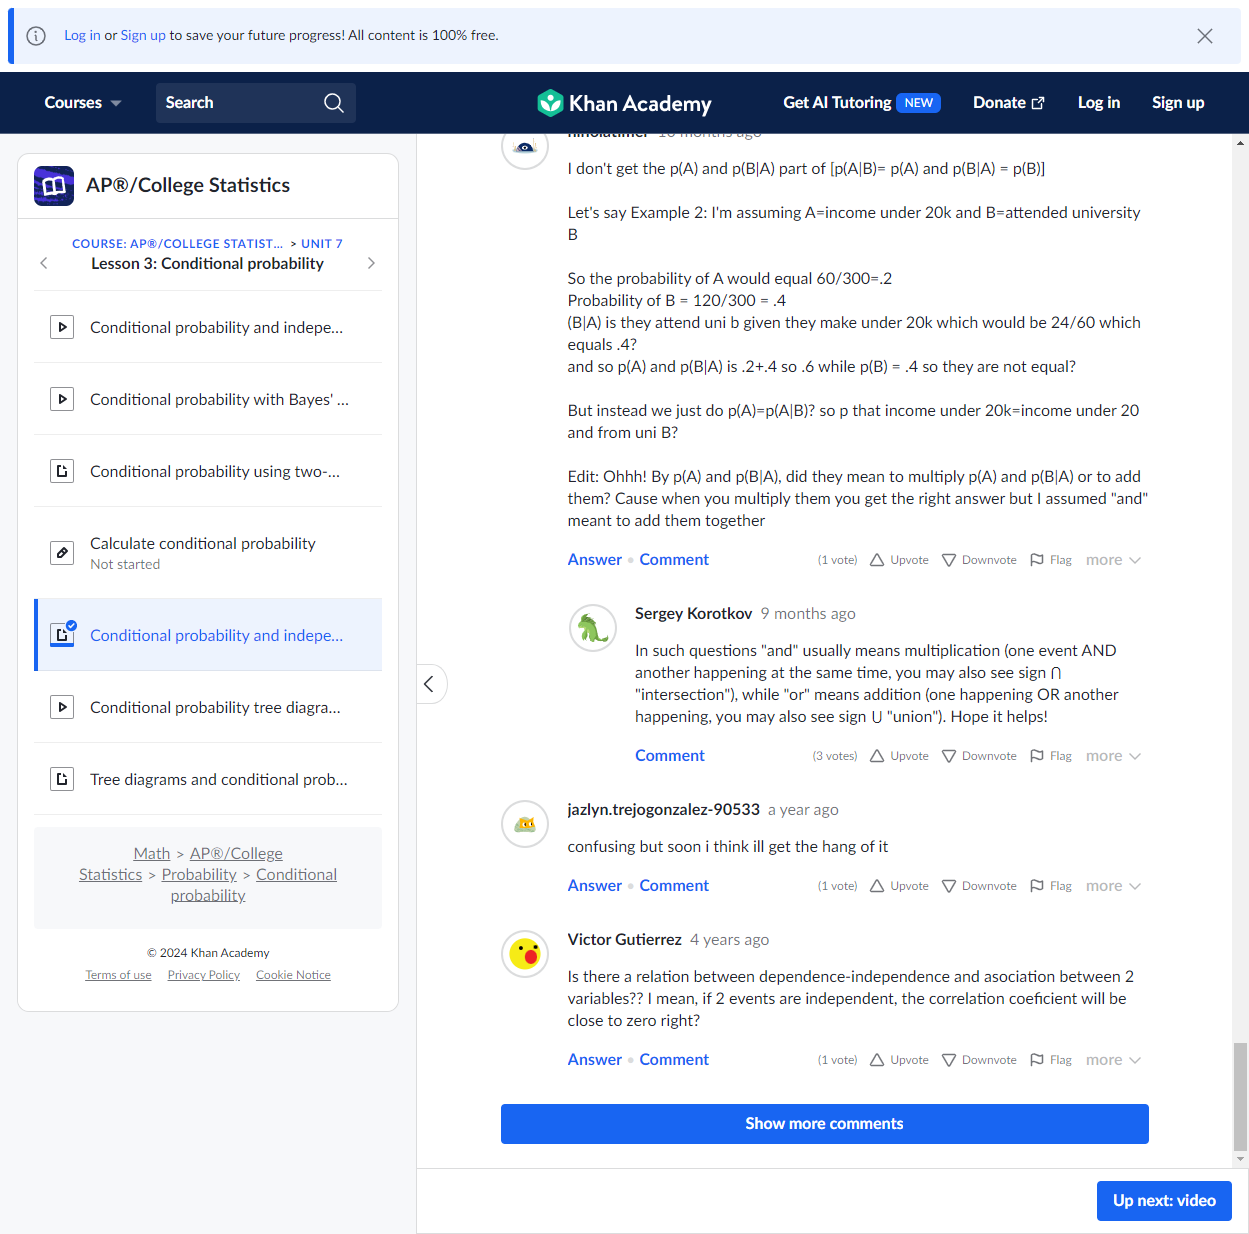 Log in or Sign up to save your future progress! All content is 100% free.
Courses
Search
Khan Academy
Get AI Tutoring NEW
Donate
Log in
Sign up
AP®/College Statistics
COURSE: AP®/COLLEGE STATIST... > UNIT 7
Lesson 3: Conditional probability
Conditional probability and indepe...
Conditional probability with Bayes' ...
Conditional probability using two-...
Calculate conditional probability
Not started
Conditional probability and indepe...
Conditional probability tree diagra...
Tree diagrams and conditional prob...
Math > AP®/College
Statistics > Probability > Conditional
probability
© 2024 Khan Academy
Terms of use Privacy Policy Cookie Notice
I don't get the p(A) and p(B|A) part of [p(A|B)= p(A) and p(B|A) = p(B)]
Let's say Example 2: I'm assuming A=income under 20k and B=attended university
B
So the probability of A would equal 60/300=.2
Probability of B = 120/300 = .4
(B|A) is they attend uni b given they make under 20k which would be 24/60 which
equals .4?
and so p(A) and p(B|A) is .2+.4 so .6 while p(B) = .4 so they are not equal?
But instead we just do p(A)=p(A|B)? so p that income under 20k=income under 20
and from uni B?
Edit: Ohhh! By p(A) and p(B|A), did they mean to multiply p(A) and p(B|A) or to add
them? Cause when you multiply them you get the right answer but I assumed "and"
meant to add them together
Answer • Comment (1 vote) Upvote Downvote Flag more
Sergey Korotkov 9 months ago
In such questions "and" usually means multiplication (one event AND
another happening at the same time, you may also see sign ⋂
"intersection"), while "or" means addition (one happening OR another
happening, you may also see sign ∪ "union"). Hope it helps!
Comment (3 votes) Upvote Downvote Flag more
jazlyn.trejogonzalez-90533 a year ago
confusing but soon i think ill get the hang of it
Answer • Comment (1 vote) Upvote Downvote Flag more
Victor Gutierrez 4 years ago
Is there a relation between dependence-independence and asociation between 2
variables?? I mean, if 2 events are independent, the correlation coeficient will be
close to zero right?
Answer • Comment (1 vote) Upvote Downvote Flag more
Show more comments
Up next: video